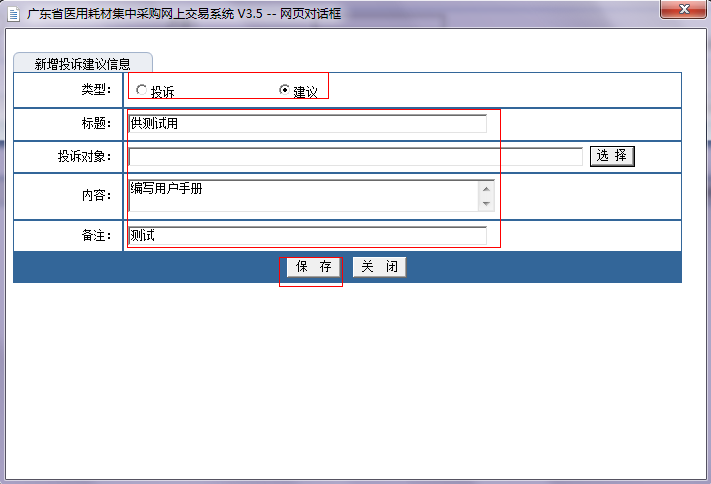 广东省医用耗材集中采购网上交易系统 V3.5 -- 网页对话框
新增投诉建议信息
类型： 投诉 建议
标题： 供测试用
投诉对象： 选 择
内容： 编写用户手册
备注： 测试
保 存 关 闭